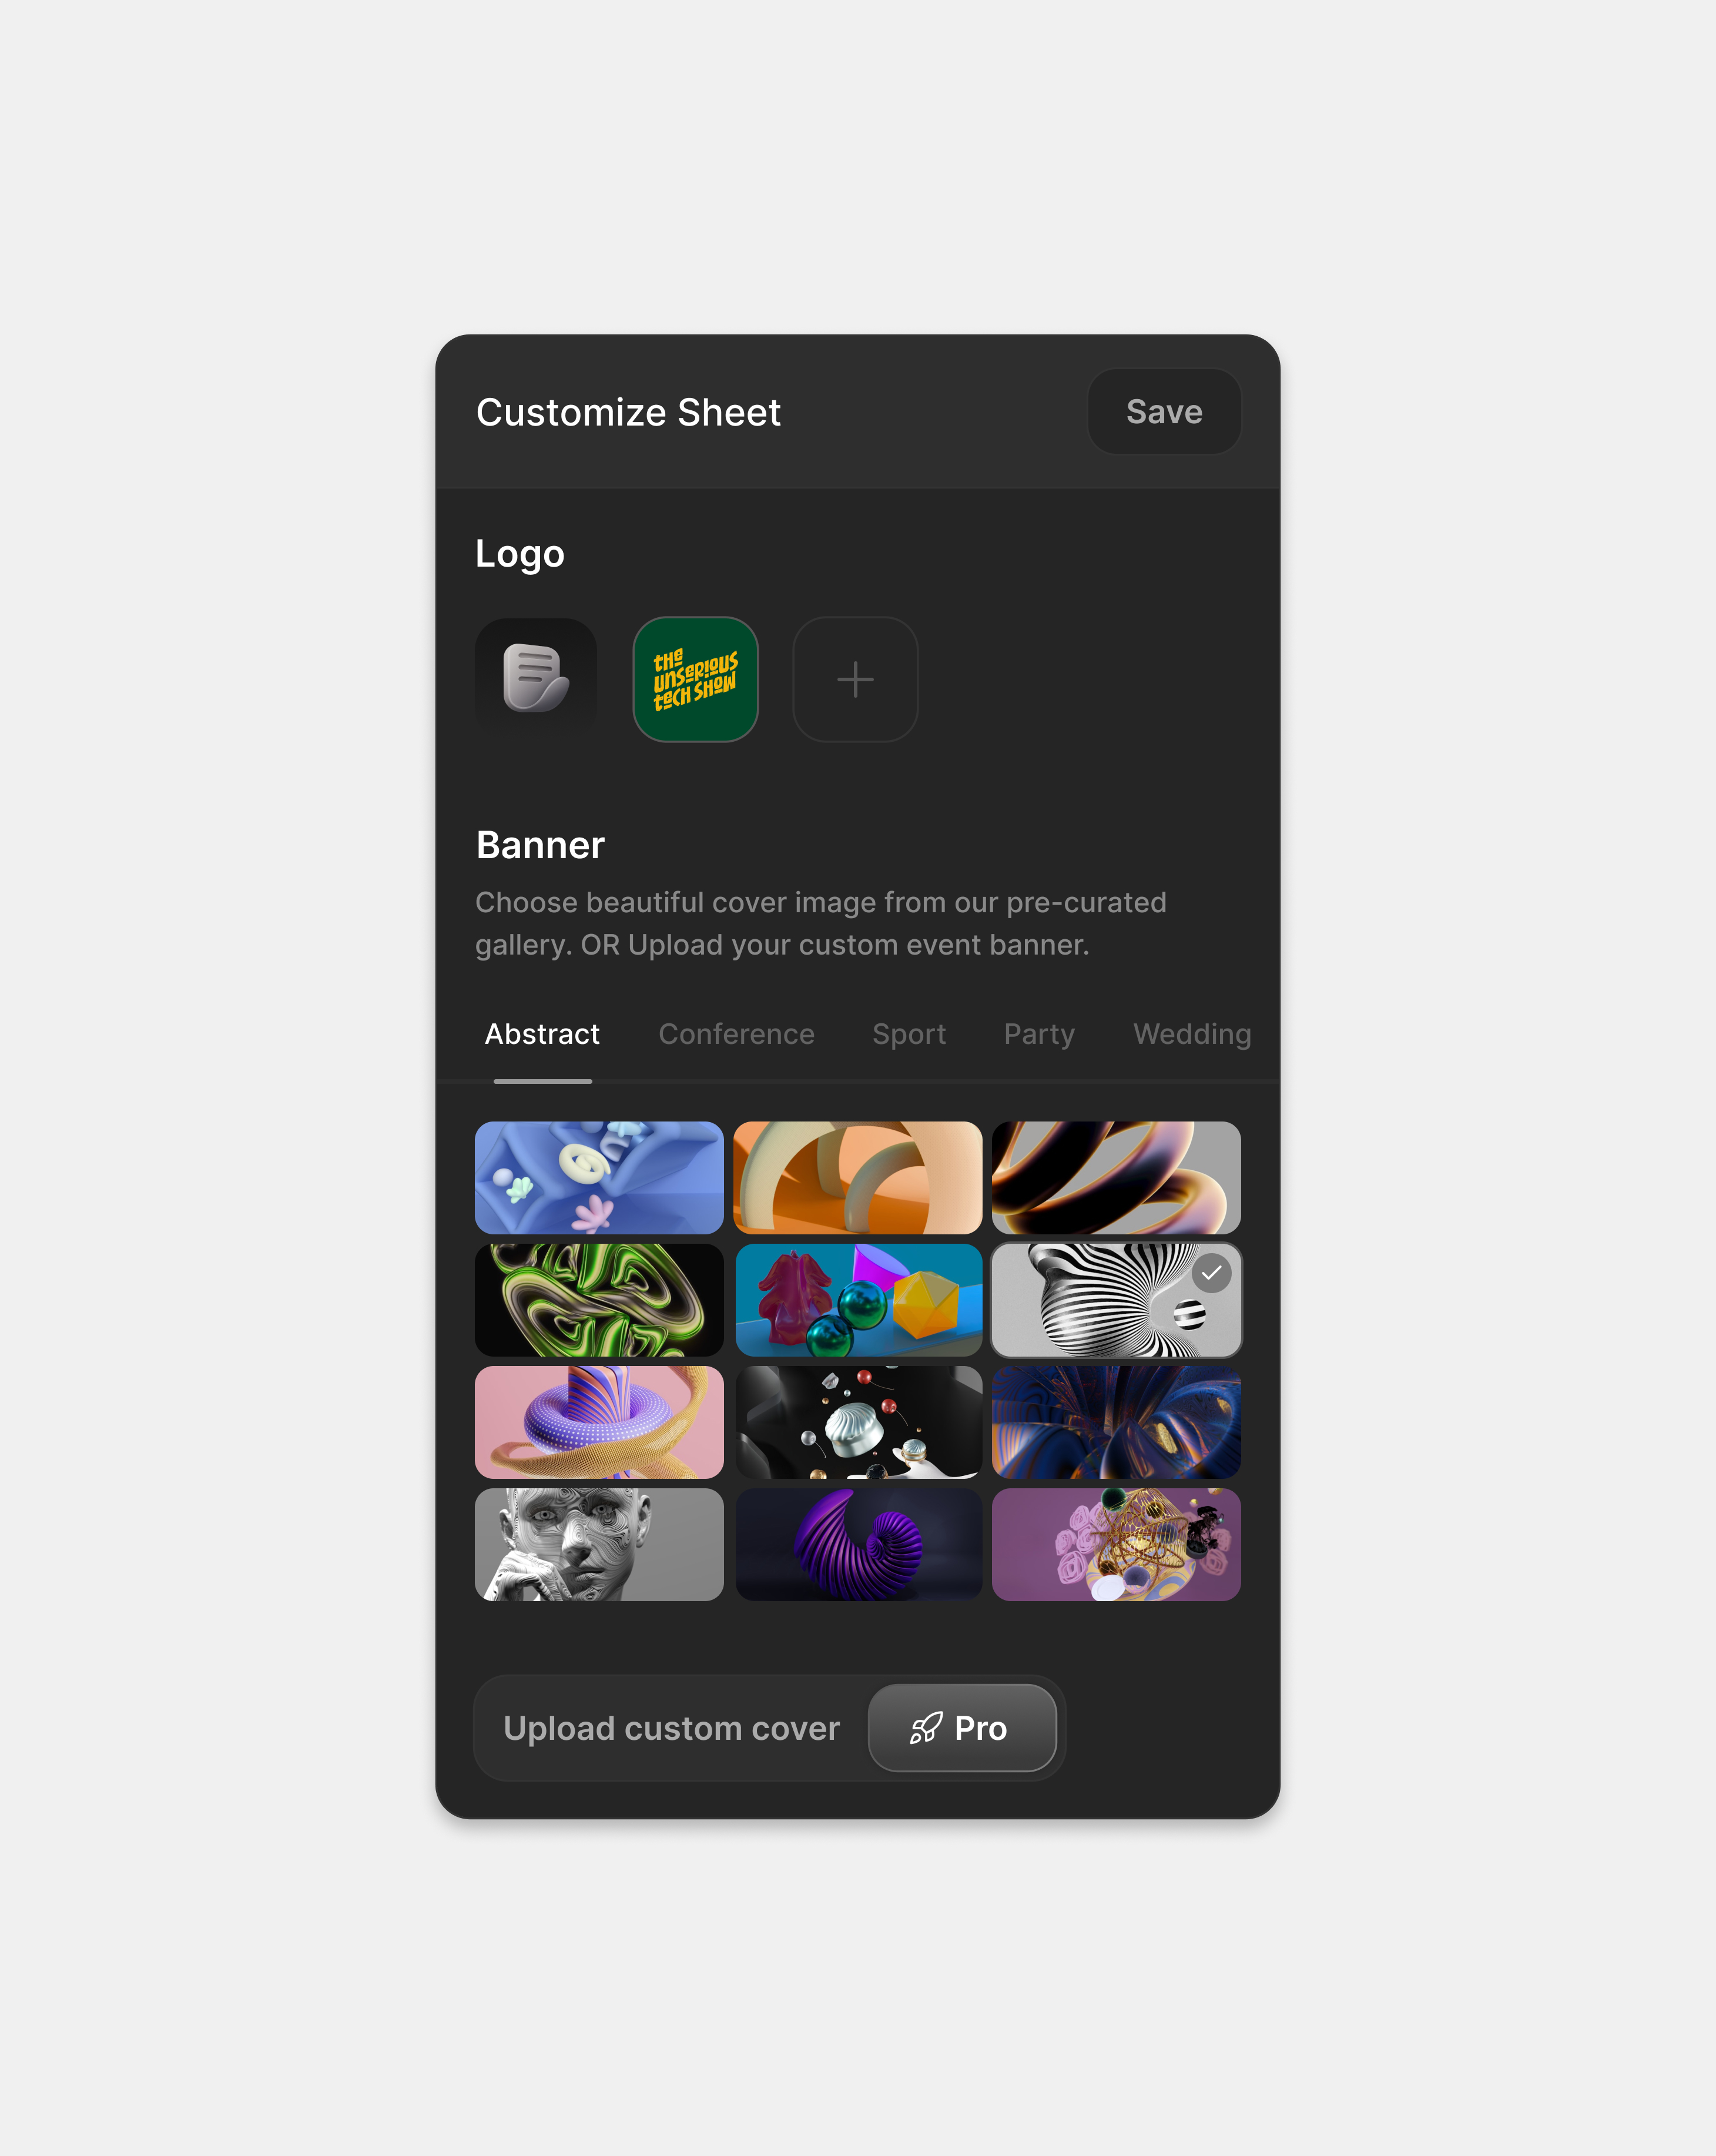 Customize Sheet
Save
Logo
THE
UNSERIOUS
TECH SHOW
Banner
Choose beautiful cover image from our pre-curated
gallery. OR Upload your custom event banner.
Abstract Conference Sport Party Wedding
Upload custom cover
Pro